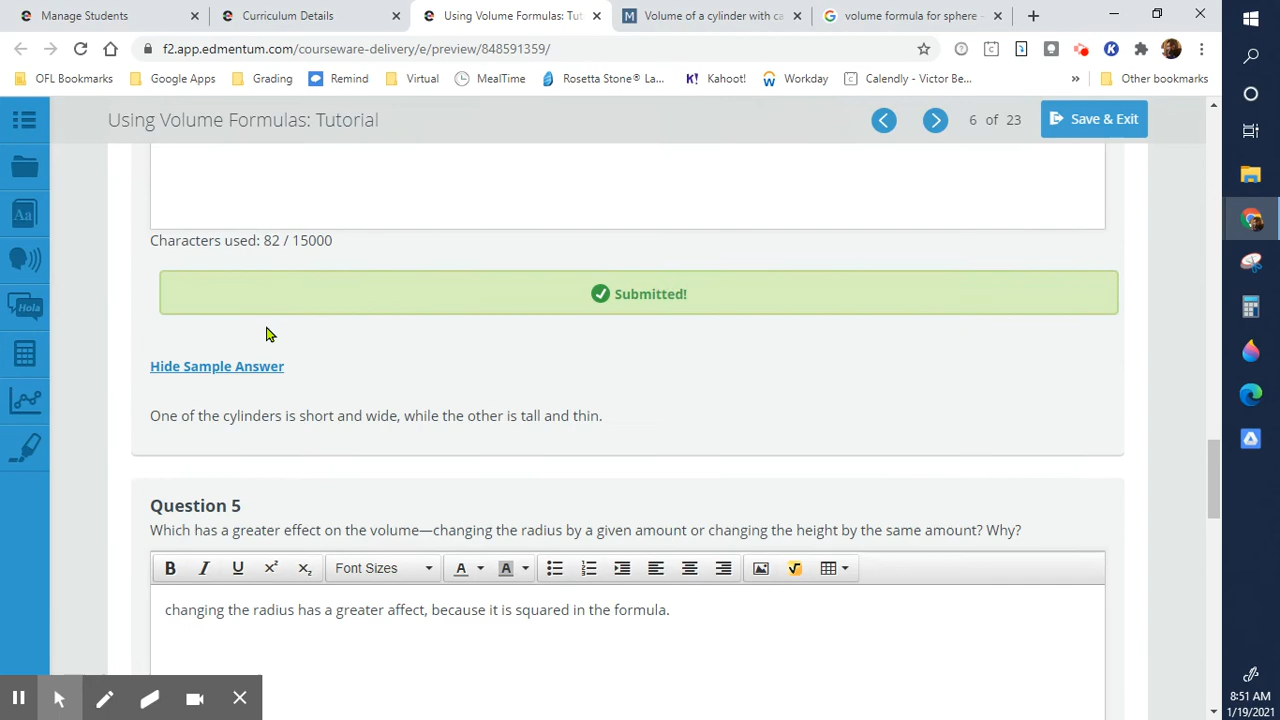 Manage Students
Curriculum Details
Using Volume Formulas: Tut
Volume of a cylinder with ca
volume formula for sphere -
f2.app.edmentum.com/courseware-delivery/e/preview/848591359/
OFL Bookmarks
Google Apps
Grading
Remind
Virtual
MealTime
Rosetta Stone® La...
Kahoot!
Workday
Calendly - Victor Be...
»
Other bookmarks
Using Volume Formulas: Tutorial
6 of 23
Save & Exit
Characters used: 82 / 15000
Submitted!
Hide Sample Answer
One of the cylinders is short and wide, while the other is tall and thin.
Question 5
Which has a greater effect on the volume—changing the radius by a given amount or changing the height by the same amount? Why?
B I U x² x₂ Font Sizes A A
changing the radius has a greater affect, because it is squared in the formula.
Aa
Hola
8:51 AM
1/19/2021